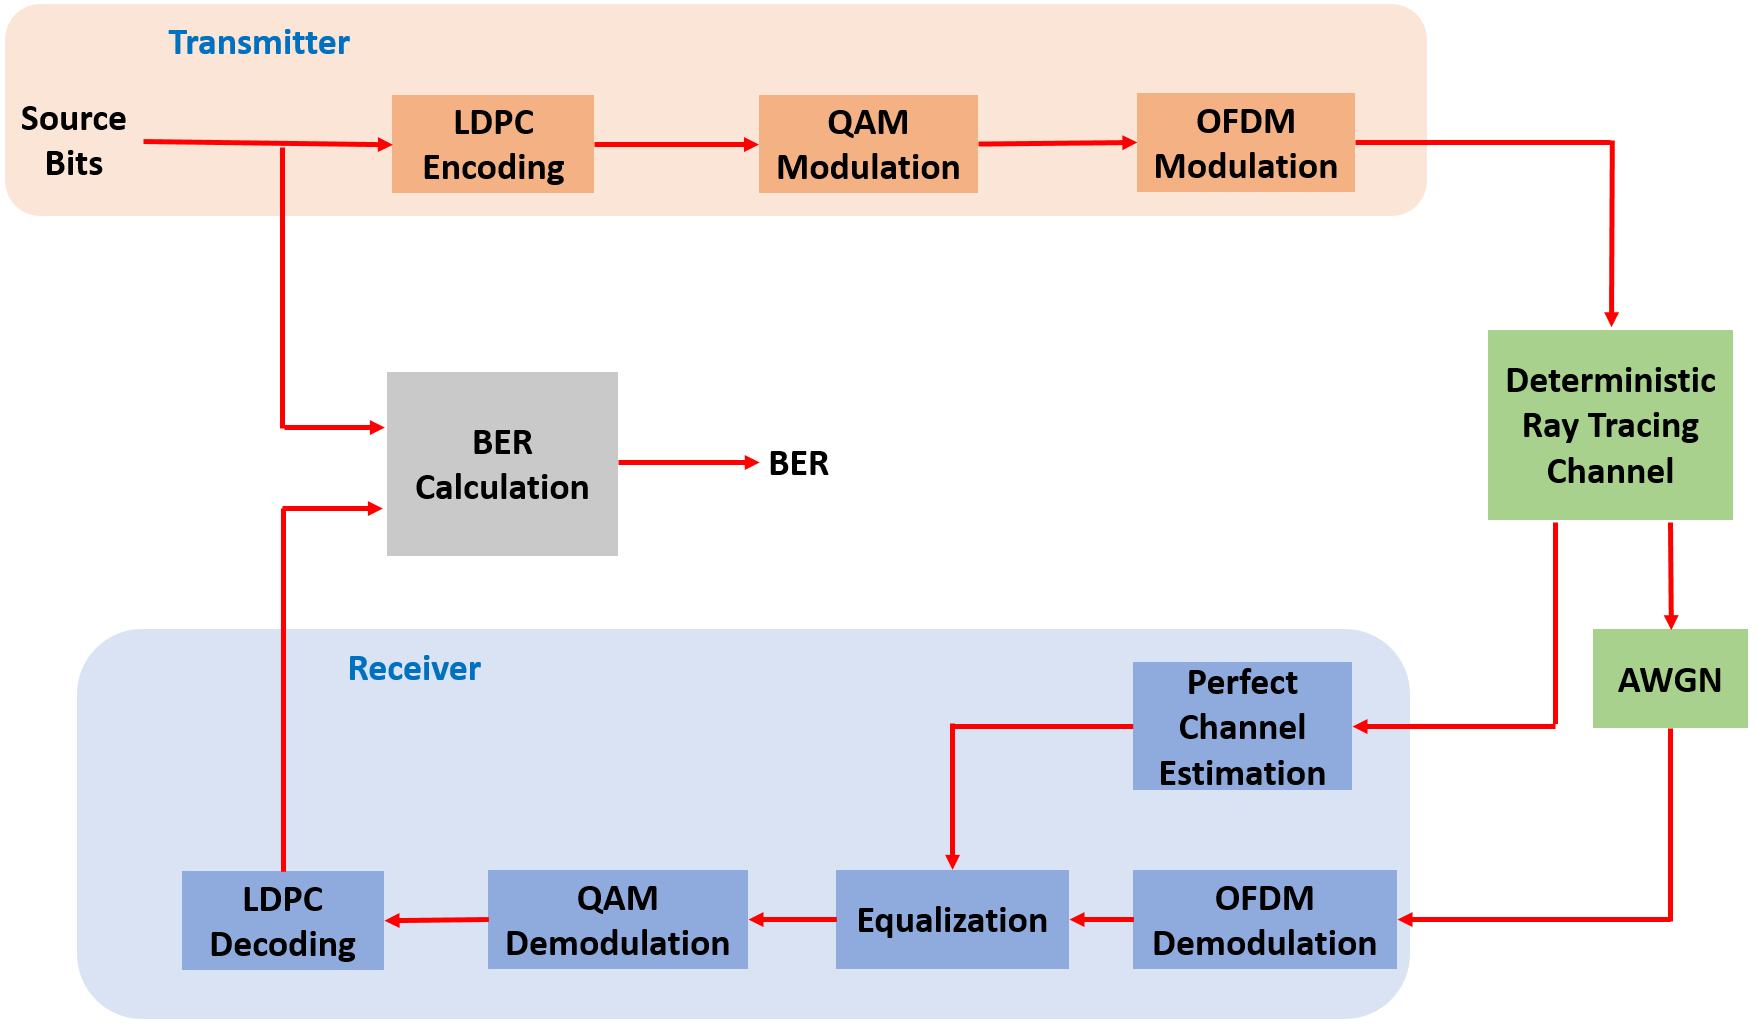 Transmitter
Source
Bits
LDPC
Encoding
QAM
Modulation
OFDM
Modulation
Deterministic
Ray Tracing
Channel
BER
Calculation
BER
AWGN
Receiver
Perfect
Channel
Estimation
LDPC
Decoding
QAM
Demodulation
Equalization
OFDM
Demodulation